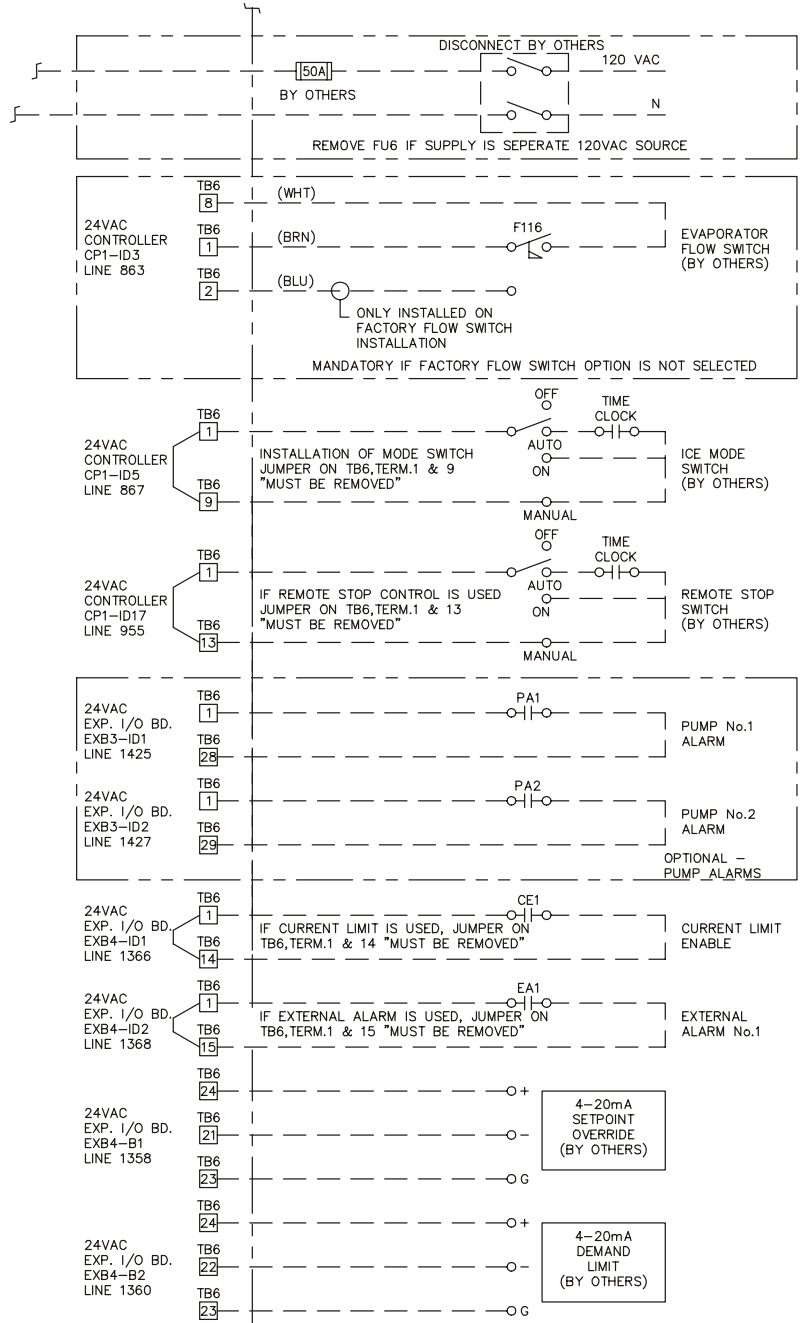 DISCONNECT BY OTHERS
120 VAC
50A
BY OTHERS
N
REMOVE FU6 IF SUPPLY IS SEPERATE 120VAC SOURCE
24VAC
CONTROLLER
CP1-ID3
LINE 863
TB6
8
(WHT)
TB6
1
(BRN)
F116
TB6
2
(BLU)
EVAPORATOR
FLOW SWITCH
(BY OTHERS)
ONLY INSTALLED ON
FACTORY FLOW SWITCH
INSTALLATION
MANDATORY IF FACTORY FLOW SWITCH OPTION IS NOT SELECTED
24VAC
CONTROLLER
CP1-ID5
LINE 867
TB6
1
TB6
9
INSTALLATION OF MODE SWITCH
JUMPER ON TB6,TERM.1 & 9
"MUST BE REMOVED"
OFF
AUTO
ON
MANUAL
TIME
CLOCK
ICE MODE
SWITCH
(BY OTHERS)
24VAC
CONTROLLER
CP1-ID17
LINE 955
TB6
1
TB6
13
IF REMOTE STOP CONTROL IS USED
JUMPER ON TB6,TERM.1 & 13
"MUST BE REMOVED"
OFF
AUTO
ON
MANUAL
TIME
CLOCK
REMOTE STOP
SWITCH
(BY OTHERS)
24VAC
EXP. I/O BD.
EXB3-ID1
LINE 1425
TB6
1
TB6
28
PA1
PUMP No.1
ALARM
24VAC
EXP. I/O BD.
EXB3-ID2
LINE 1427
TB6
1
TB6
29
PA2
PUMP No.2
ALARM
OPTIONAL -
PUMP ALARMS
24VAC
EXP. I/O BD.
EXB4-ID1
LINE 1366
TB6
1
TB6
14
IF CURRENT LIMIT IS USED, JUMPER ON
TB6,TERM.1 & 14 "MUST BE REMOVED"
CE1
CURRENT LIMIT
ENABLE
24VAC
EXP. I/O BD.
EXB4-ID2
LINE 1368
TB6
1
TB6
15
IF EXTERNAL ALARM IS USED, JUMPER ON
TB6,TERM.1 & 15 "MUST BE REMOVED"
EA1
EXTERNAL
ALARM No.1
24VAC
EXP. I/O BD.
EXB4-B1
LINE 1358
TB6
24
+
TB6
21
-
TB6
23
G
4-20mA
SETPOINT
OVERRIDE
(BY OTHERS)
24VAC
EXP. I/O BD.
EXB4-B2
LINE 1360
TB6
24
+
TB6
22
-
TB6
23
G
4-20mA
DEMAND
LIMIT
(BY OTHERS)